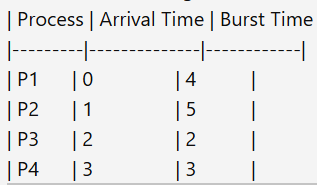 | Process | Arrival Time | Burst Time
|---------|--------------|------------|
| P1 | 0 | 4 |
| P2 | 1 | 5 |
| P3 | 2 | 2 |
| P4 | 3 | 3 |